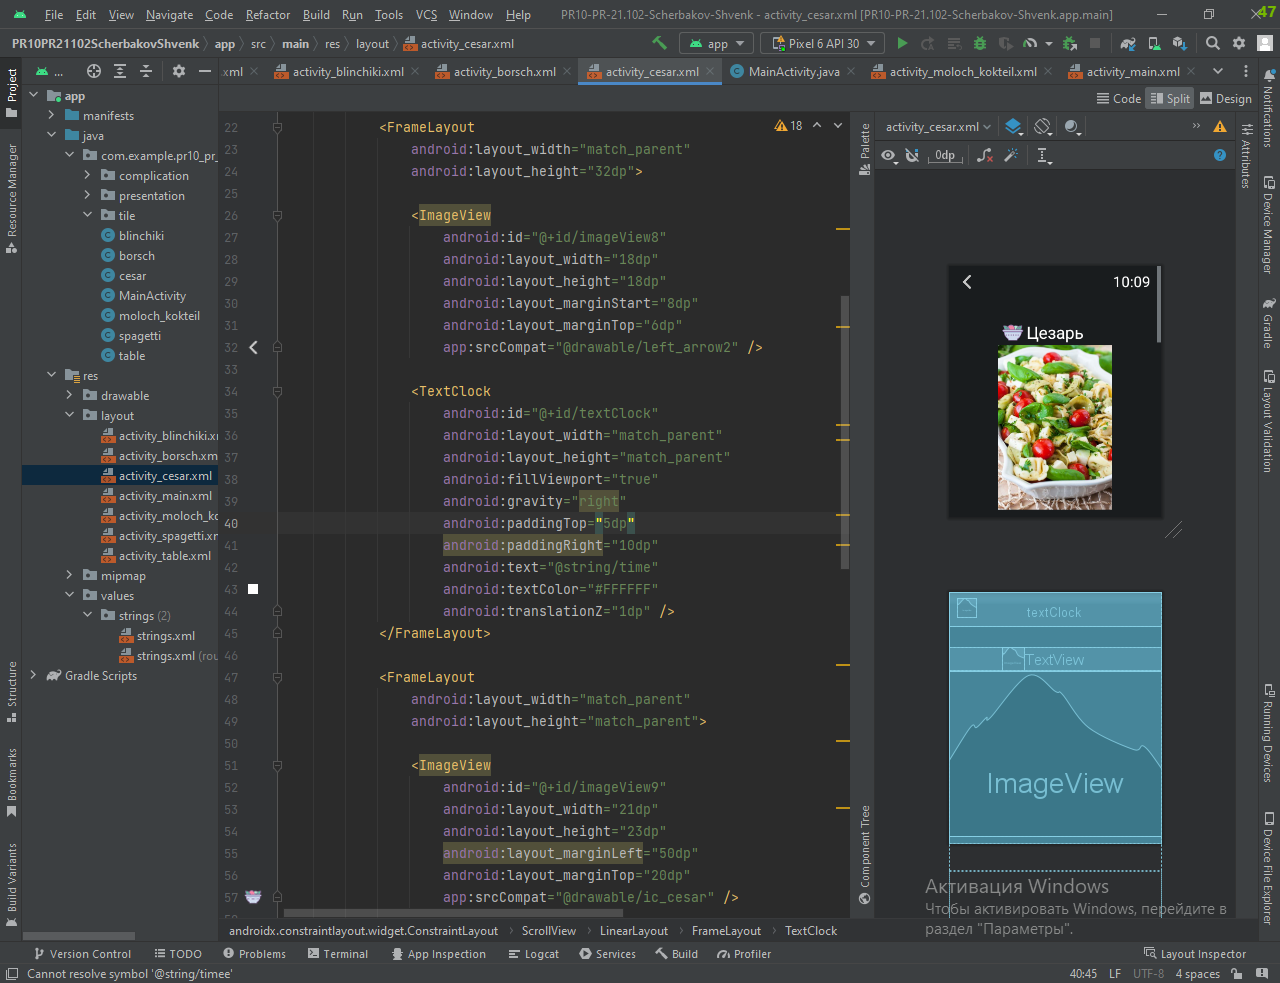 File Edit View Navigate Code Refactor Build Run Tools VCS Window Help PR10-PR-21.102-Scherbakov-Shvenk - activity_cesar.xml [PR10-PR-21.102-Scherbakov-Shvenk.app.main] 47
PR10PR21102ScherbakovShvenk app src main res layout activity_cesar.xml app Pixel 6 API 30
... .xml activity_blinchiki.xml activity_borsch.xml activity_cesar.xml MainActivity.java activity_moloch_kokteil.xml activity_main.xml
Code Split Design
Project
Resource Manager
Structure
Bookmarks
Build Variants
app
manifests
java
com.example.pr10_pr_
complication
presentation
tile
blinchiki
borsch
cesar
MainActivity
moloch_kokteil
spagetti
table
res
drawable
layout
activity_blinchiki.xm
activity_borsch.xm
activity_cesar.xml
activity_main.xml
activity_moloch_ko
activity_spagetti.x
activity_table.xml
mipmap
values
strings (2)
strings.xml
strings.xml (rou
Gradle Scripts
18
22 <FrameLayout
23 android:layout_width="match_parent"
24 android:layout_height="32dp">
25
26 <ImageView
27 android:id="@+id/imageView8"
28 android:layout_width="18dp"
29 android:layout_height="18dp"
30 android:layout_marginStart="8dp"
31 android:layout_marginTop="6dp"
32 app:srcCompat="@drawable/left_arrow2" />
33
34 <TextClock
35 android:id="@+id/textClock"
36 android:layout_width="match_parent"
37 android:layout_height="match_parent"
38 android:fillViewport="true"
39 android:gravity="right"
40 android:paddingTop="5dp"
41 android:paddingRight="10dp"
42 android:text="@string/time"
43 android:textColor="#FFFFFF"
44 android:translationZ="1dp" />
45 </FrameLayout>
46
47 <FrameLayout
48 android:layout_width="match_parent"
49 android:layout_height="match_parent">
50
51 <ImageView
52 android:id="@+id/imageView9"
53 android:layout_width="21dp"
54 android:layout_height="23dp"
55 android:layout_marginLeft="50dp"
56 android:layout_marginTop="20dp"
57 app:srcCompat="@drawable/ic_cesar" />
Palette
Component Tree
activity_cesar.xml
0dp
10:09
Цезарь
textClock
TextView
ImageView
Активация Windows
Чтобы активировать Windows, перейдите в
раздел "Параметры".
Attributes
Notifications
Device Manager
Gradle
Layout Validation
Running Devices
Device File Explorer
androidx.constraintlayout.widget.ConstraintLayout ScrollView LinearLayout FrameLayout TextClock
Version Control TODO Problems Terminal App Inspection Logcat Services Build Profiler Layout Inspector
Cannot resolve symbol '@string/timee' 40:45 LF UTF-8 4 spaces